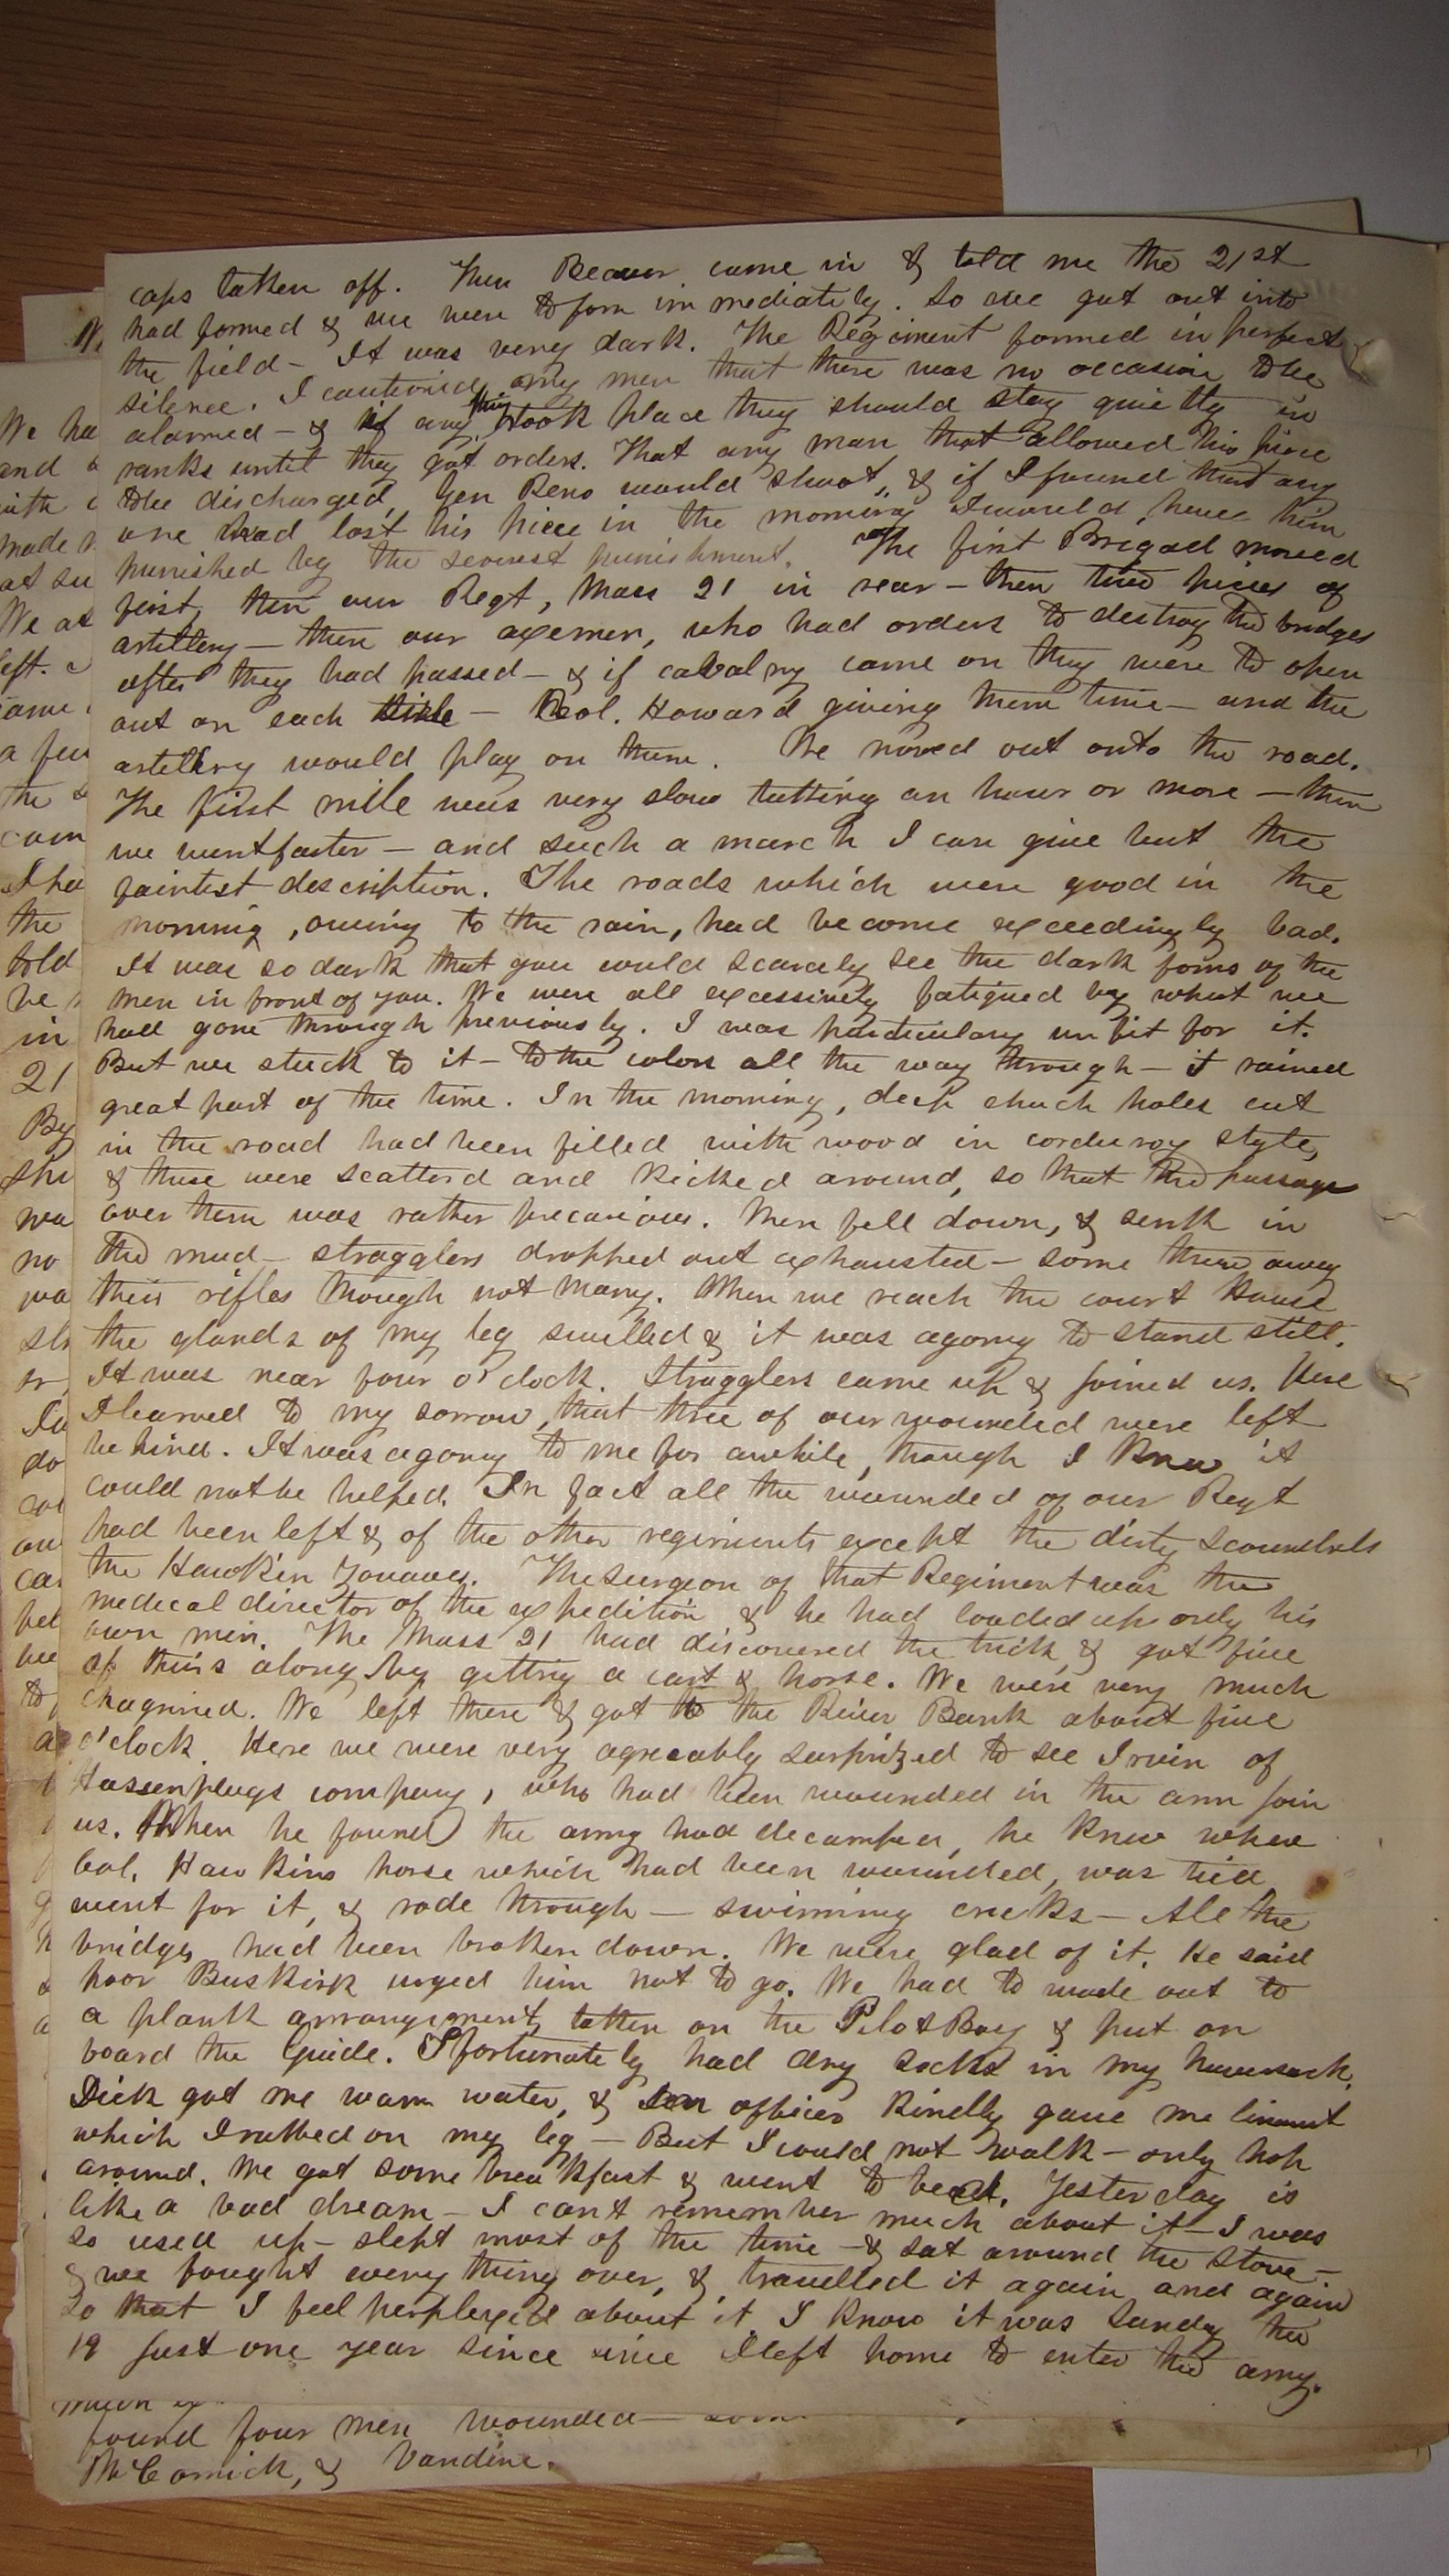 caps taken off. Then Beaver came in & told me the 21st
had formed & we were to form immediately. So we got out into
the field - It was very dark. The Regiment formed in perfect
silence. I cautioned my men that there was no occasion to be
alarmed - & if any thing took place they should stay quietly in
ranks until they got orders. That any man that allowed his piece
to be discharged, Gen Reno would shoot, & if I found that any
one had lost his piece in the morning I would have him
punished by the severest punishment. The first Brigad moved
first, then our Regt, Mass 21 in rear - then two pieces of
artillery - then our axemen, who had orders to destroy the bridges
after they had passed - & if cavalry came on they were to open
out on each side - Col. Howard giving them time - and the
artillery would play on them. We moved out onto the road.
The first mile was very slow taking an hour or more - then
we went faster - and such a march I can give but the
faintest description. The roads which were good in the
morning, owing to the rain, had become exceedingly bad.
It was so dark that you could scarcely see the dark forms of the
men in front of you. We were all excessively fatigued by what we
had gone through previously. I was particulary unfit for it.
But we stuck to it - to the colors all the way through - it rained
great part of the time. In the morning, deep chuck holes cut
in the road had been filled with wood in corduroy style,
& these were scatterd and kicked around, so that the passage
over them was rather precarious. Men fell down, & sunk in
the mud - stragglers dropped out exhausted - some threw away
their rifles though not many. When we reach the court House
the glands of my leg swelled & it was agony to stand still.
It was near four o'clock. Stragglers came up & joined us. Here
I learned to my sorrow, that three of our wounded were left
behind. It was agony to me for awhile, though I knew it
could not be helped. In fact all the wounded of our Regt
had been left & of the other regiments except the dirty scoundrels
the Hawkin Zouaves. The surgeon of that Regiment was the
medical director of the expedition & he had loaded up only his
own men. The Mass 21 had discovered the trick, & got five
of theirs along by getting a cart & horse. We were very much
chagrined. We left there & got to the River Bank about five
o'clock. Here we were very agreeably surprized to see Irvin of
Hassenplugs company, who had been wounded in the arm join
us. When he found the army had decamped, he knew where
Col. Hawkins horse which had been wounded, was tied
went for it, & rode through - swimming creeks - All the
bridges had been broken down. We were glad of it. He said
poor Buskirk urged him not to go. We had to wade out to
a plank arrangement, taken on the Pilot Boy & put on
board the Guide. I fortunately had dry socks in my haversack.
Dick got me warm water, & an officer kindly gave me liniment
which I rubbed on my leg - But I could not walk - only hop
around. We got some breakfast & went to bed. Yesterday is
like a bad dream - I cant remember much about it - I was
so used up - slept most of the time - & sat around the stove -
& we fought every thing over, & travelled it again and again
so that I feel perplexed about it I know it was Sunday the
19 just one year since since I left home to enter the army.
found four men wounded
McCormick, & Vandine.